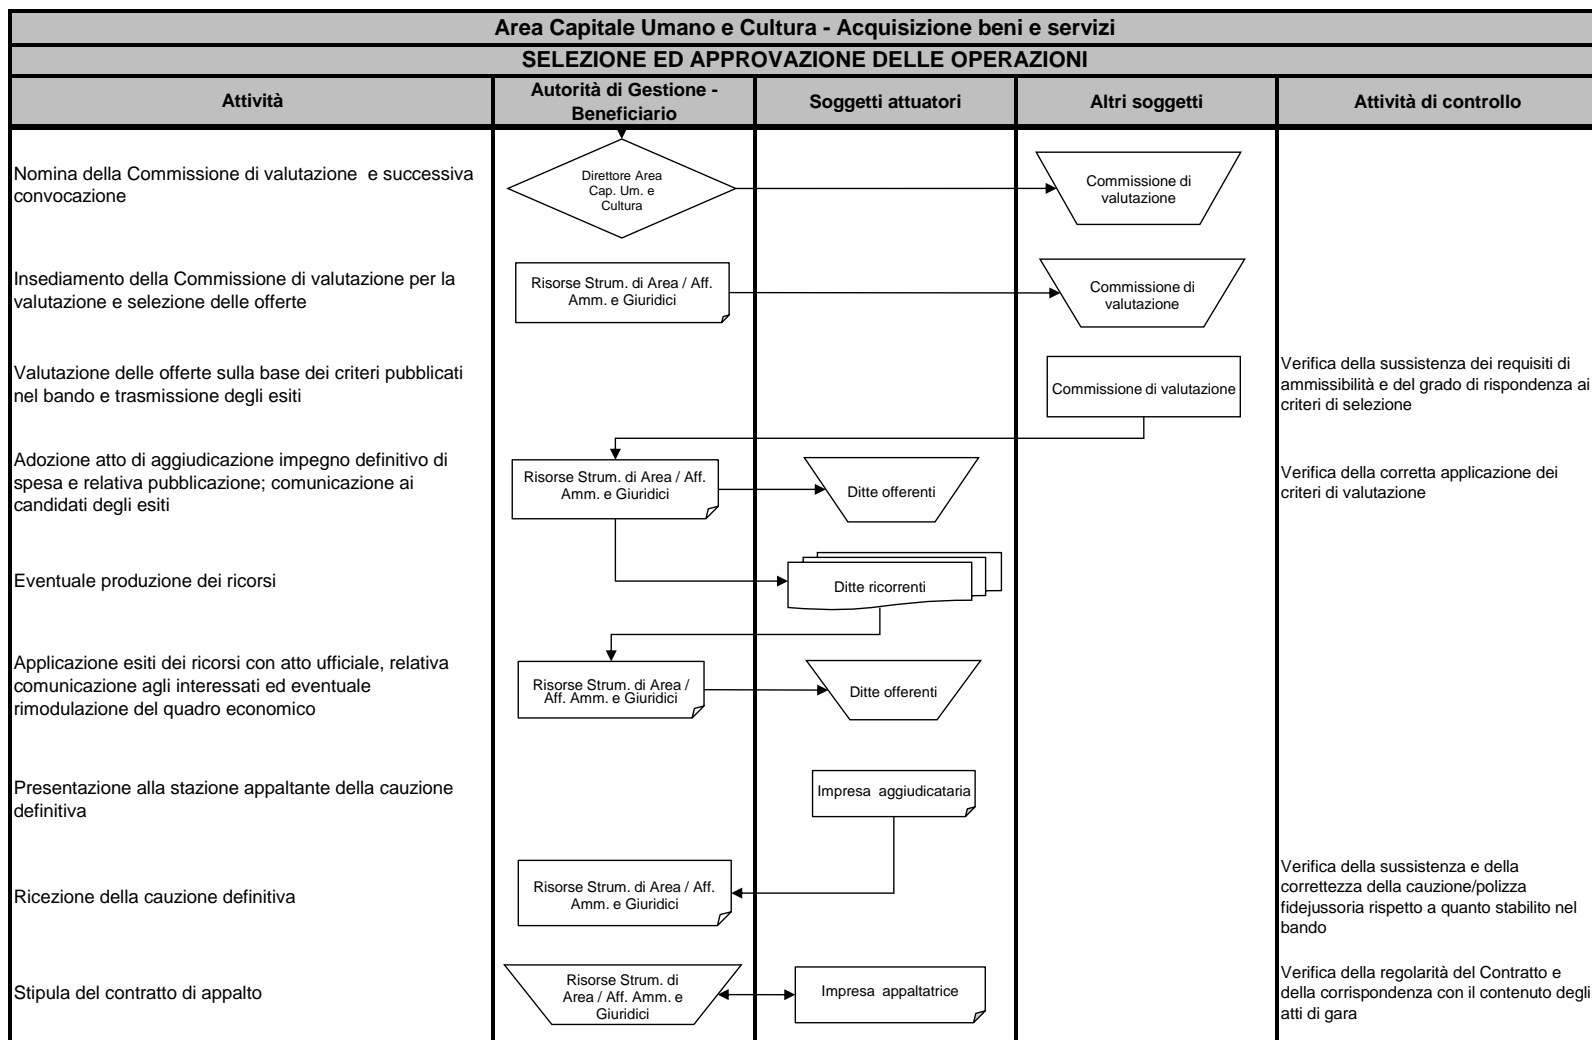 Area Capitale Umano e Cultura - Acquisizione beni e servizi
SELEZIONE ED APPROVAZIONE DELLE OPERAZIONI
Attività
Autorità di Gestione -
Beneficiario
Soggetti attuatori
Altri soggetti
Attività di controllo
Nomina della Commissione di valutazione e successiva
convocazione
Direttore Area
Cap. Um. e
Cultura
Commissione di
valutazione
Insediamento della Commissione di valutazione per la
valutazione e selezione delle offerte
Risorse Strum. di Area / Aff.
Amm. e Giuridici
Commissione di
valutazione
Valutazione delle offerte sulla base dei criteri pubblicati
nel bando e trasmissione degli esiti
Commissione di valutazione
Verifica della sussistenza dei requisiti di
ammissibilità e del grado di rispondenza ai
criteri di selezione
Adozione atto di aggiudicazione impegno definitivo di
spesa e relativa pubblicazione; comunicazione ai
candidati degli esiti
Risorse Strum. di Area / Aff.
Amm. e Giuridici
Ditte offerenti
Verifica della corretta applicazione dei
criteri di valutazione
Eventuale produzione dei ricorsi
Ditte ricorrenti
Applicazione esiti dei ricorsi con atto ufficiale, relativa
comunicazione agli interessati ed eventuale
rimodulazione del quadro economico
Risorse Strum. di Area /
Aff. Amm. e Giuridici
Ditte offerenti
Presentazione alla stazione appaltante della cauzione
definitiva
Impresa aggiudicataria
Ricezione della cauzione definitiva
Risorse Strum. di Area / Aff.
Amm. e Giuridici
Verifica della sussistenza e della
correttezza della cauzione/polizza
fidejussoria rispetto a quanto stabilito nel
bando
Stipula del contratto di appalto
Risorse Strum. di
Area / Aff. Amm. e
Giuridici
Impresa appaltatrice
Verifica della regolarità del Contratto e
della corrispondenza con il contenuto degli
atti di gara